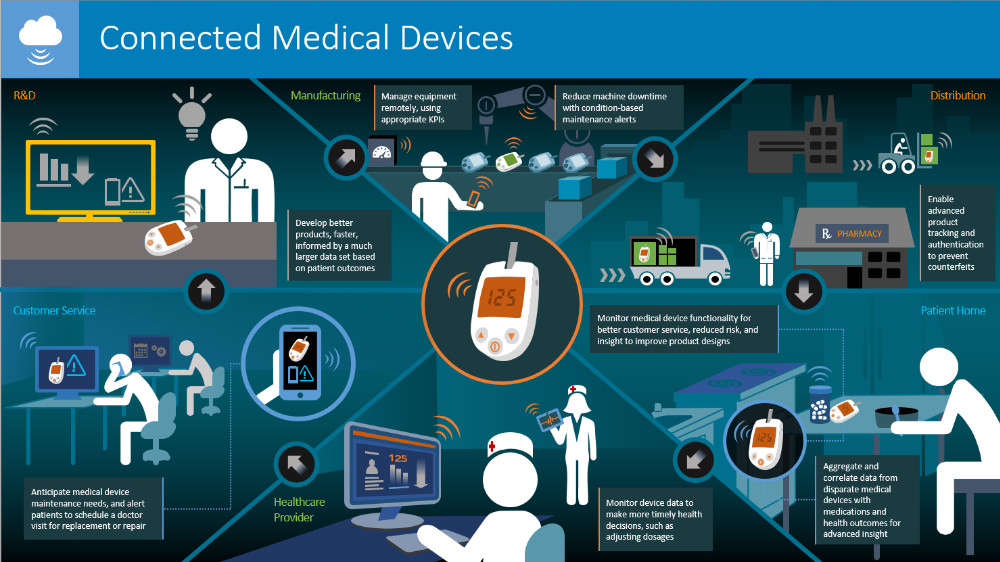 Connected Medical Devices
R&D
Develop better
products, faster,
informed by a much
larger data set based
on patient outcomes
Manufacturing
Manage equipment
remotely, using
appropriate KPIs
Reduce machine downtime
with condition-based
maintenance alerts
Distribution
Rx PHARMACY
Enable
advanced
product
tracking and
authentication
to prevent
counterfeits
125
Customer Service
Anticipate medical device
maintenance needs, and alert
patients to schedule a doctor
visit for replacement or repair
Healthcare
Provider
125
Monitor device data to
make more timely health
decisions, such as
adjusting dosages
Monitor medical device functionality for
better customer service, reduced risk, and
insight to improve product designs
Patient Home
125
Aggregate and
correlate data from
disparate medical
devices with
medications and
health outcomes for
advanced insight